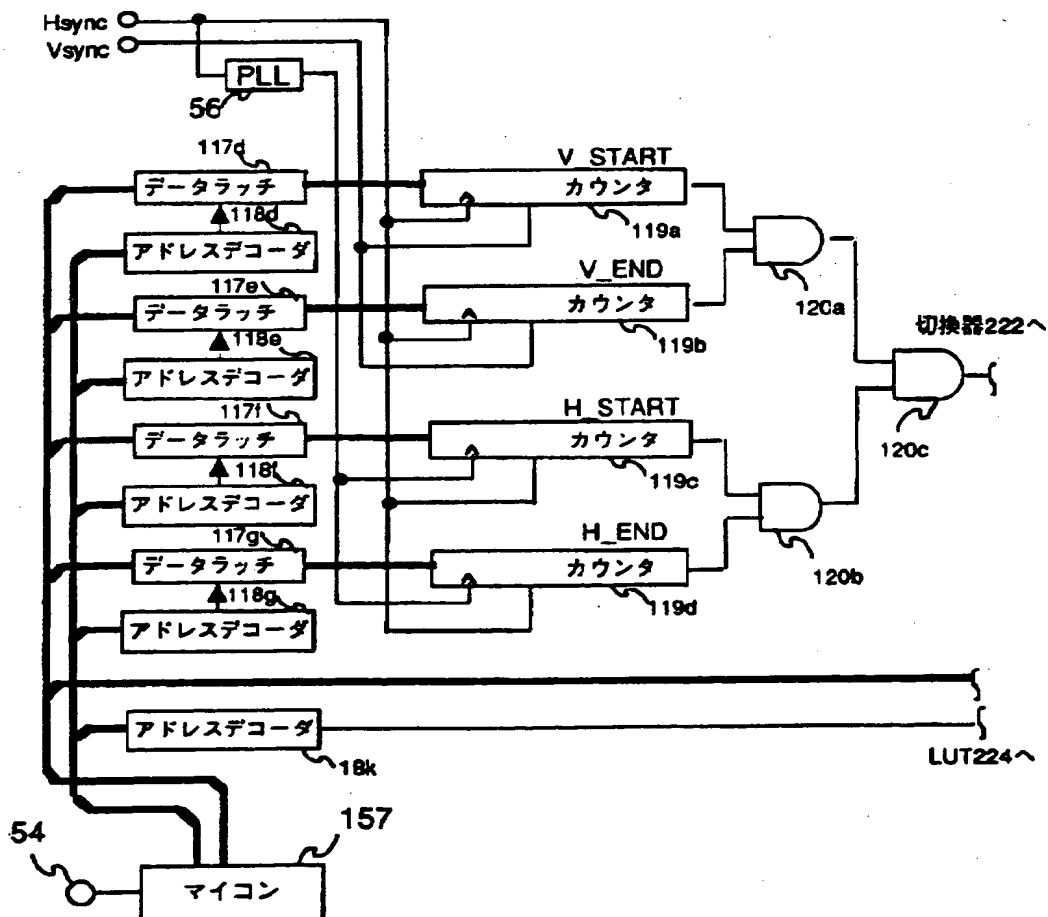 Hsync
Vsync
PLL
56
117d
V_START
データラッチ
カウンタ
118d
119a
アドレスデコーダ
120a
117e
V_END
データラッチ
カウンタ
118e
119b
切換器222へ
アドレスデコーダ
117f
H_START
データラッチ
カウンタ
120c
118f
119c
アドレスデコーダ
117g
H_END
データラッチ
カウンタ
120b
118g
119d
アドレスデコーダ
アドレスデコーダ
18k
LUT224へ
54
157
マイコン